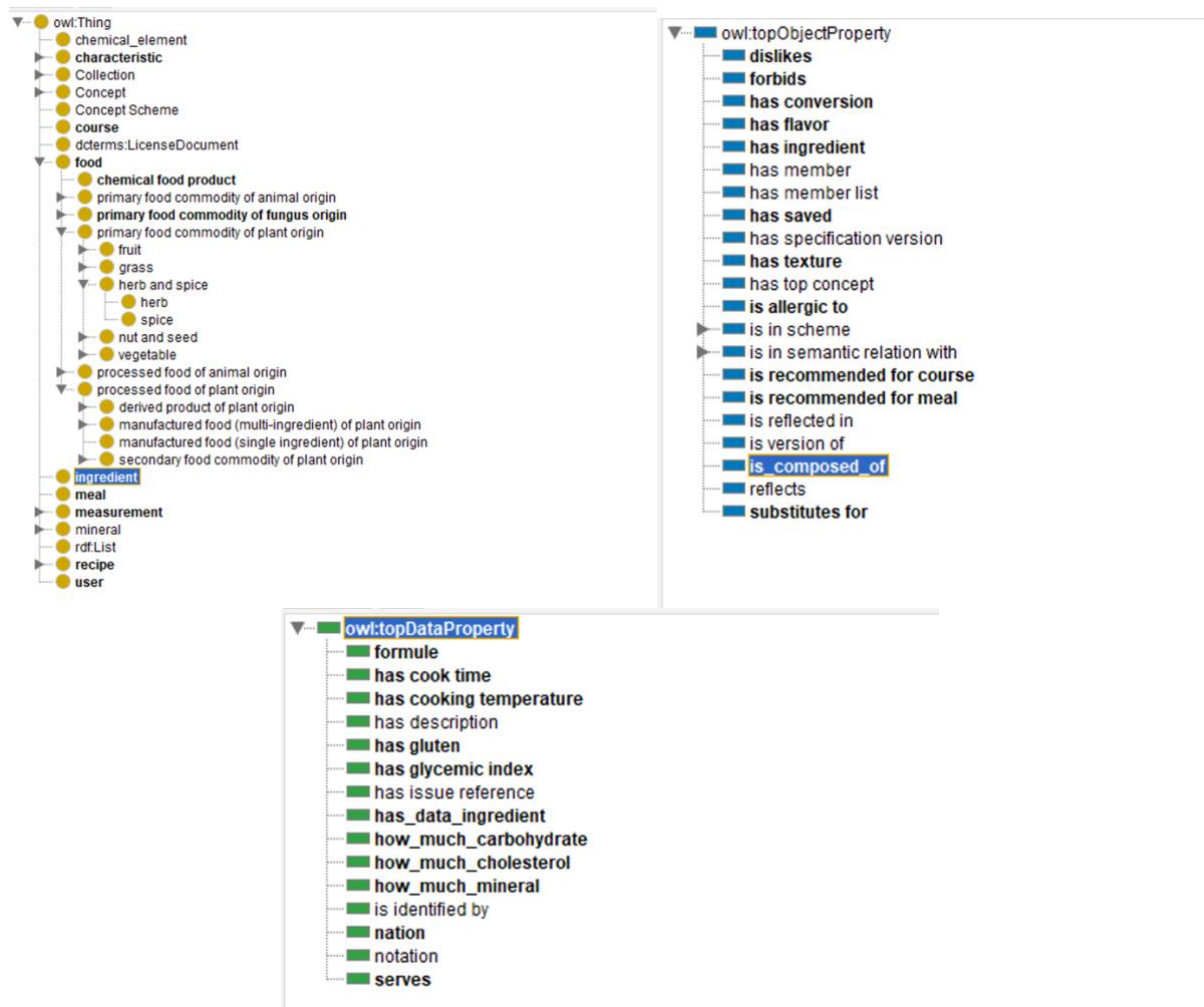 owl:Thing
chemical_element
characteristic
Collection
Concept
Concept Scheme
course
dcterms:LicenseDocument
food
chemical food product
primary food commodity of animal origin
primary food commodity of fungus origin
primary food commodity of plant origin
fruit
grass
herb and spice
herb
spice
nut and seed
vegetable
processed food of animal origin
processed food of plant origin
derived product of plant origin
manufactured food (multi-ingredient) of plant origin
manufactured food (single ingredient) of plant origin
secondary food commodity of plant origin
ingredient
meal
measurement
mineral
rdf:List
recipe
user
owl:topObjectProperty
dislikes
forbids
has conversion
has flavor
has ingredient
has member
has member list
has saved
has specification version
has texture
has top concept
is allergic to
is in scheme
is in semantic relation with
is recommended for course
is recommended for meal
is reflected in
is version of
is_composed_of
reflects
substitutes for
owl:topDataProperty
formule
has cook time
has cooking temperature
has description
has gluten
has glycemic index
has issue reference
has_data_ingredient
how_much_carbohydrate
how_much_cholesterol
how_much_mineral
is identified by
nation
notation
serves